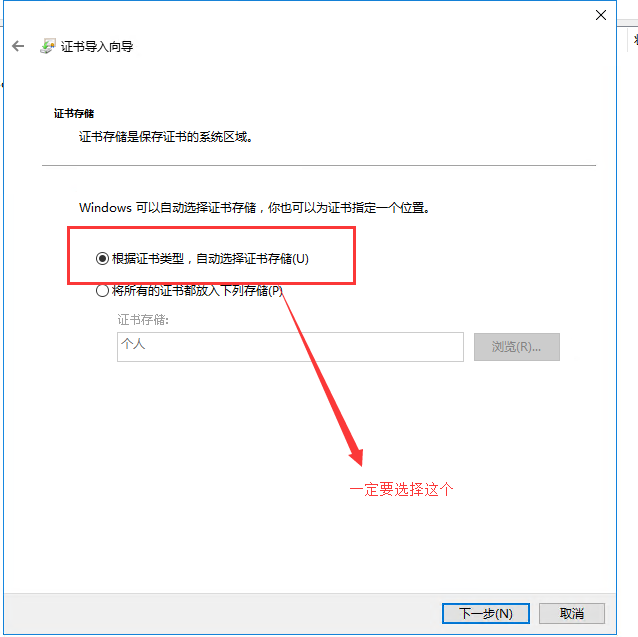 证书导入向导
证书存储
证书存储是保存证书的系统区域。
Windows 可以自动选择证书存储，你也可以为证书指定一个位置。
根据证书类型，自动选择证书存储(U)
将所有的证书都放入下列存储(P)
证书存储:
个人
浏览(R)...
一定要选择这个
下一步(N)
取消